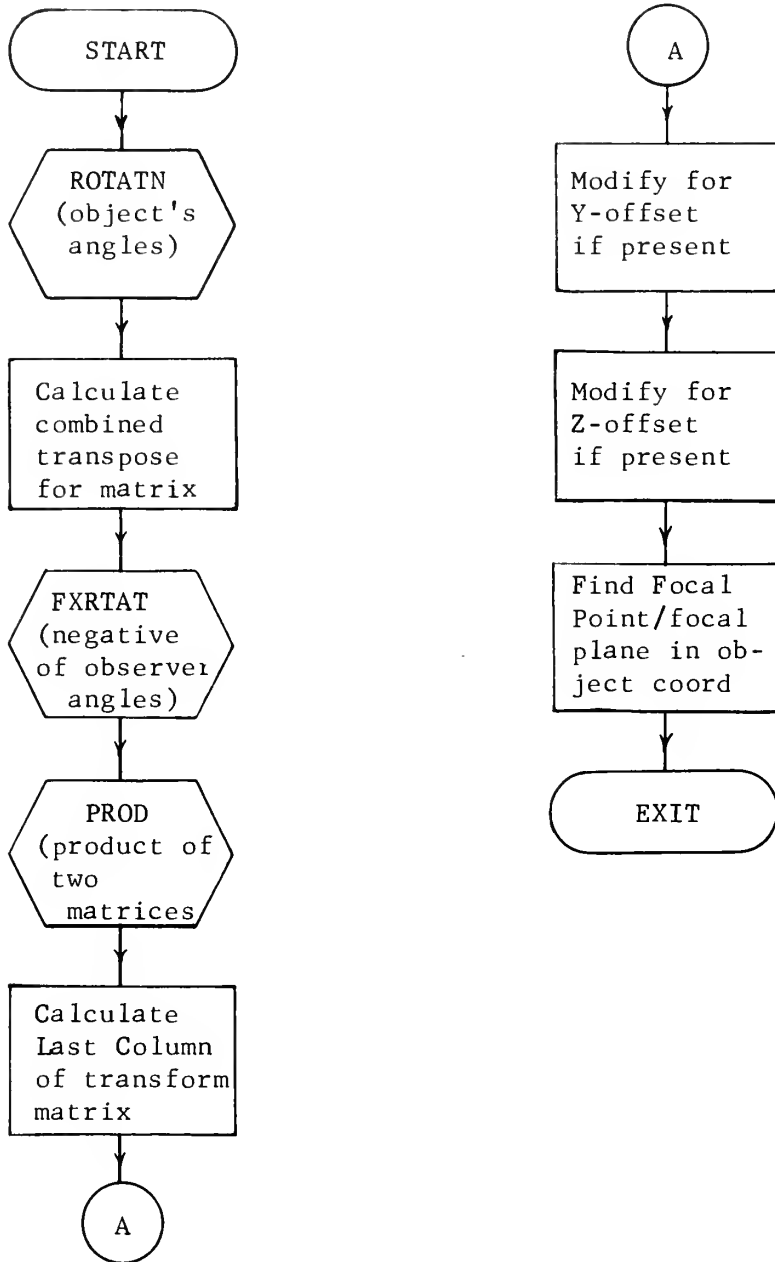 START
ROTATN
(object's
angles)
Calculate
combined
transpose
for matrix
FXRTAT
(negative
of observer
angles)
PROD
(product of
two
matrices
Calculate
Last Column
of transform
matrix
A
A
Modify for
Y-offset
if present
Modify for
Z-offset
if present
Find Focal
Point/focal
plane in ob-
ject coord
EXIT